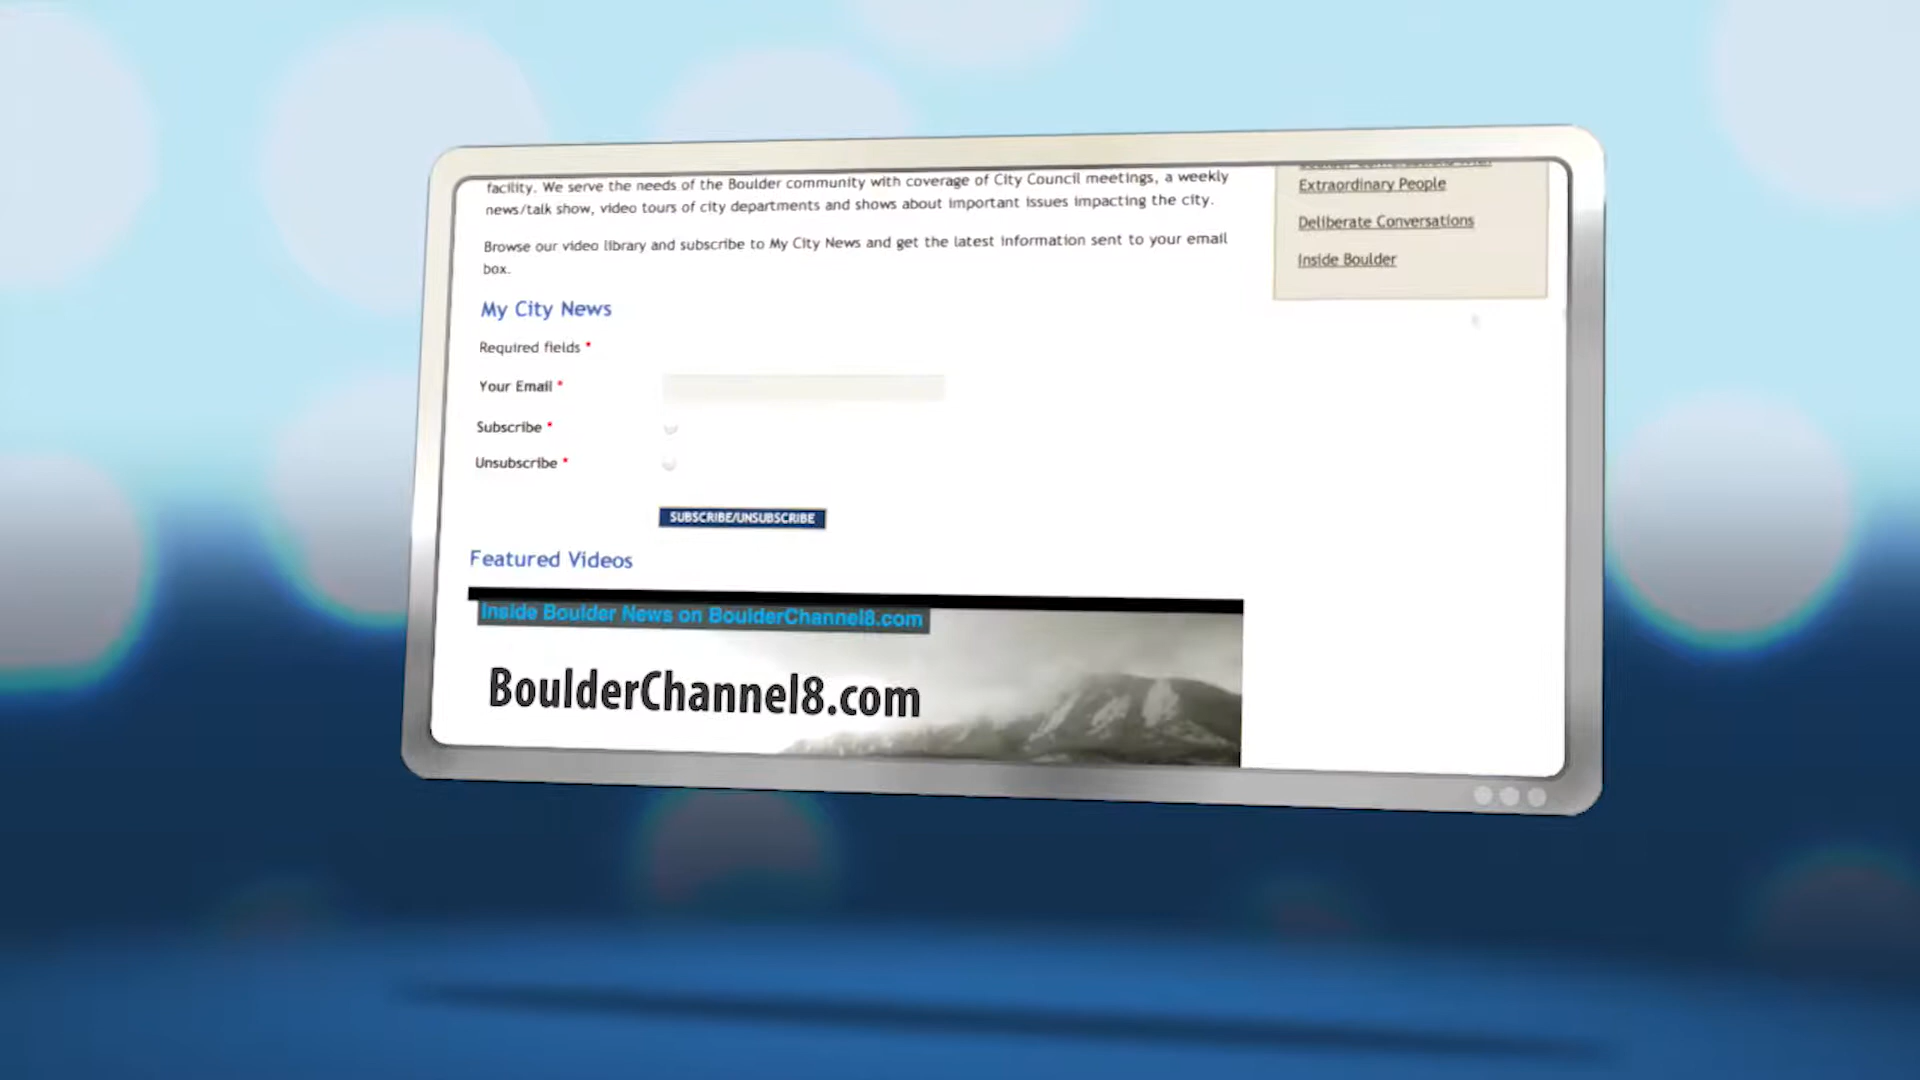 facility. We serve the needs of the Boulder community with coverage of City Council meetings, a weekly
news/talk show, video tours of city departments and shows about important issues impacting the city.
Browse our video library and subscribe to My City News and get the latest information sent to your email
box.
My City News
Required fields *
Your Email *
Subscribe *
Unsubscribe *
SUBSCRIBE/UNSUBSCRIBE
Featured Videos
Inside Boulder News on BoulderChannel8.com
BoulderChannel8.com
Extraordinary People
Deliberate Conversations
Inside Boulder